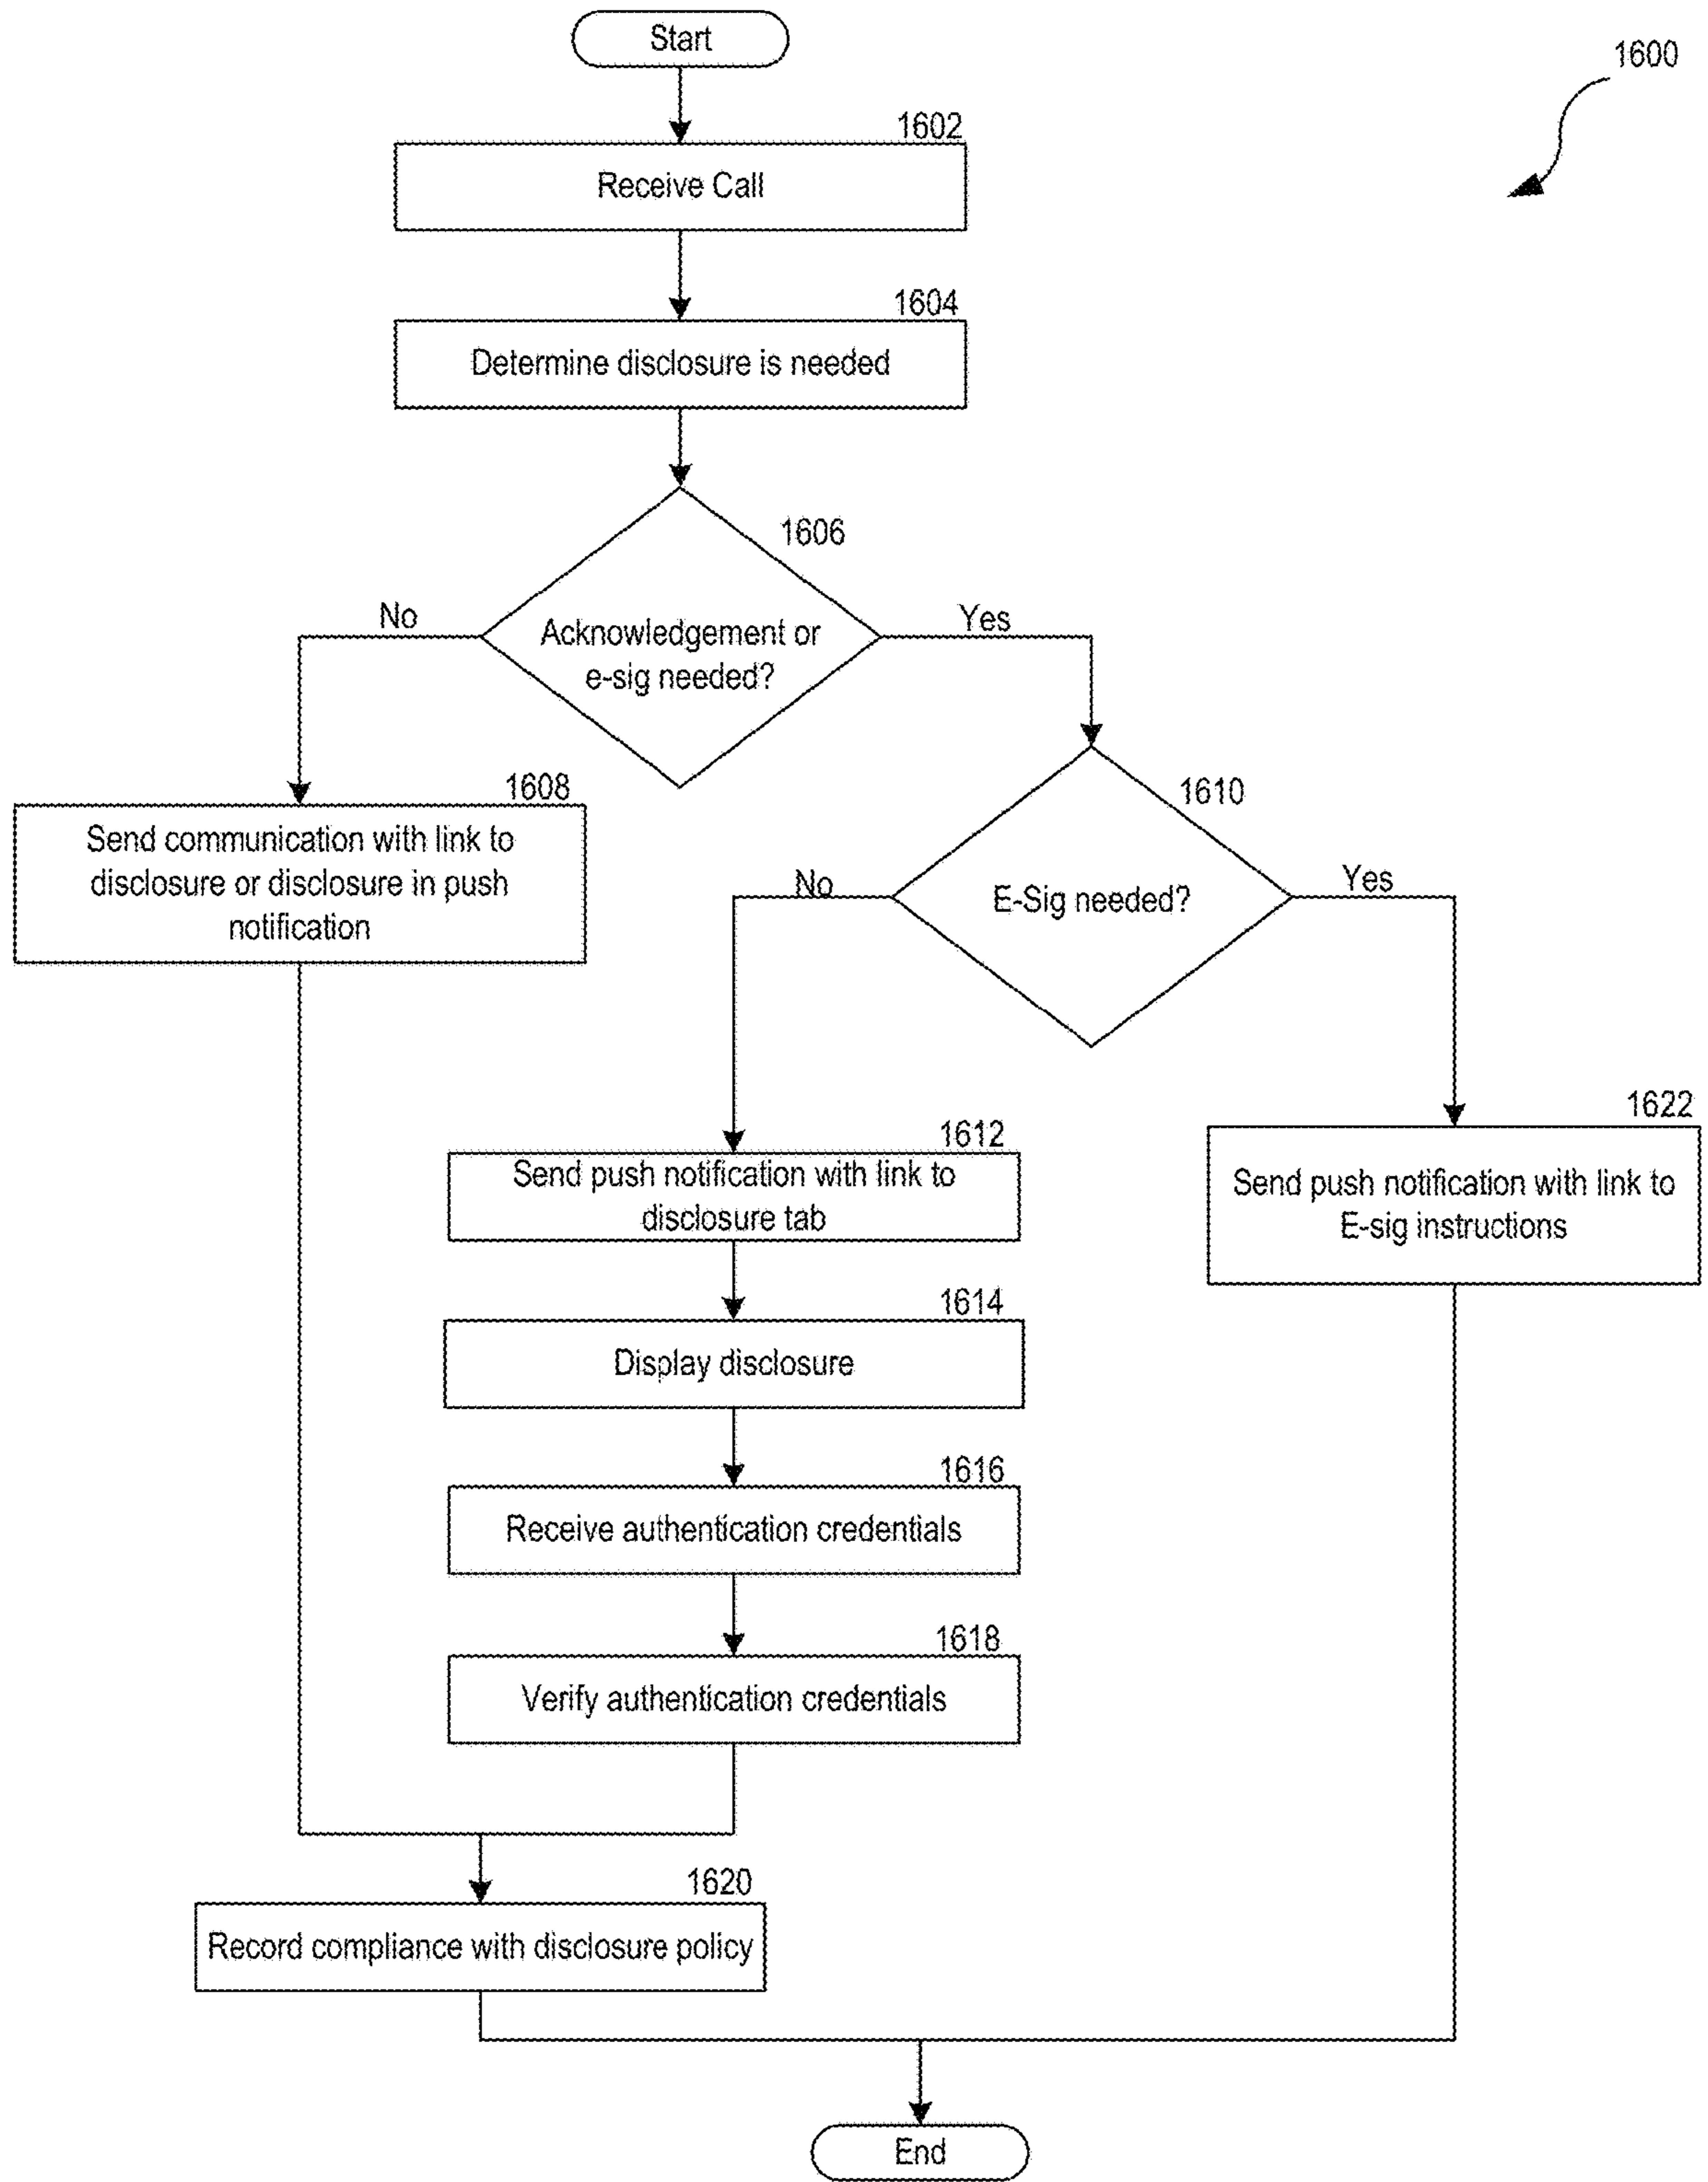 Start
1600
1602
Receive Call
1604
Determine disclosure is needed
1606
No
Yes
Acknowledgement or
e-sig needed?
1608
Send communication with link to
disclosure or disclosure in push
notification
1610
No
Yes
E-Sig needed?
1612
Send push notification with link to
disclosure tab
1622
Send push notification with link to
E-sig instructions
1614
Display disclosure
1616
Receive authentication credentials
1618
Verify authentication credentials
1620
Record compliance with disclosure policy
End